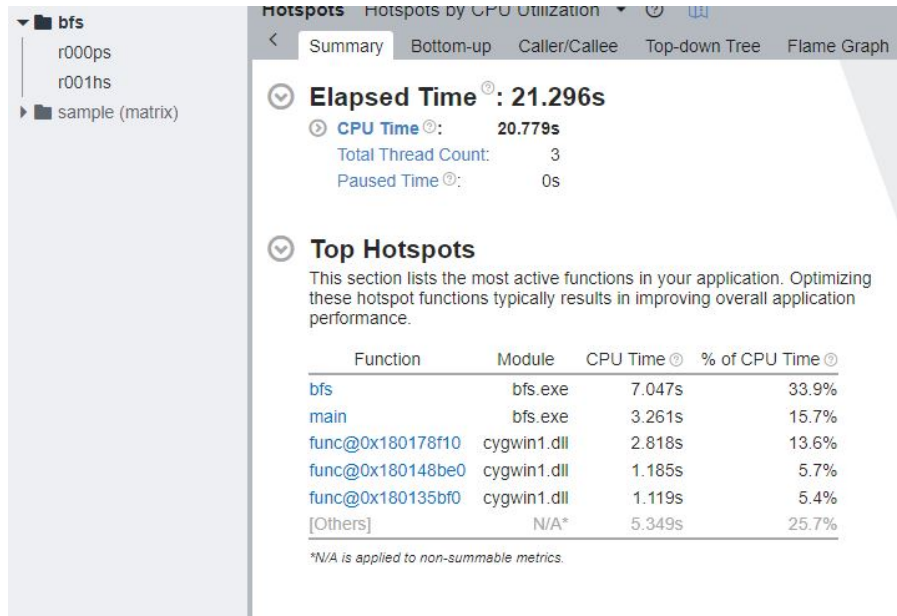 bfs
r000ps
r001hs
sample (matrix)
Hotspots Hotspots by CPU Utilization
Summary Bottom-up Caller/Callee Top-down Tree Flame Graph
Elapsed Time : 21.296s
CPU Time : 20.779s
Total Thread Count: 3
Paused Time : 0s
Top Hotspots
This section lists the most active functions in your application. Optimizing
these hotspot functions typically results in improving overall application
performance.
Function Module CPU Time % of CPU Time
bfs bfs.exe 7.047s 33.9%
main bfs.exe 3.261s 15.7%
func@0x180178f10 cygwin1.dll 2.818s 13.6%
func@0x180148be0 cygwin1.dll 1.185s 5.7%
func@0x180135bf0 cygwin1.dll 1.119s 5.4%
[Others] N/A* 5.349s 25.7%
*N/A is applied to non-summable metrics.